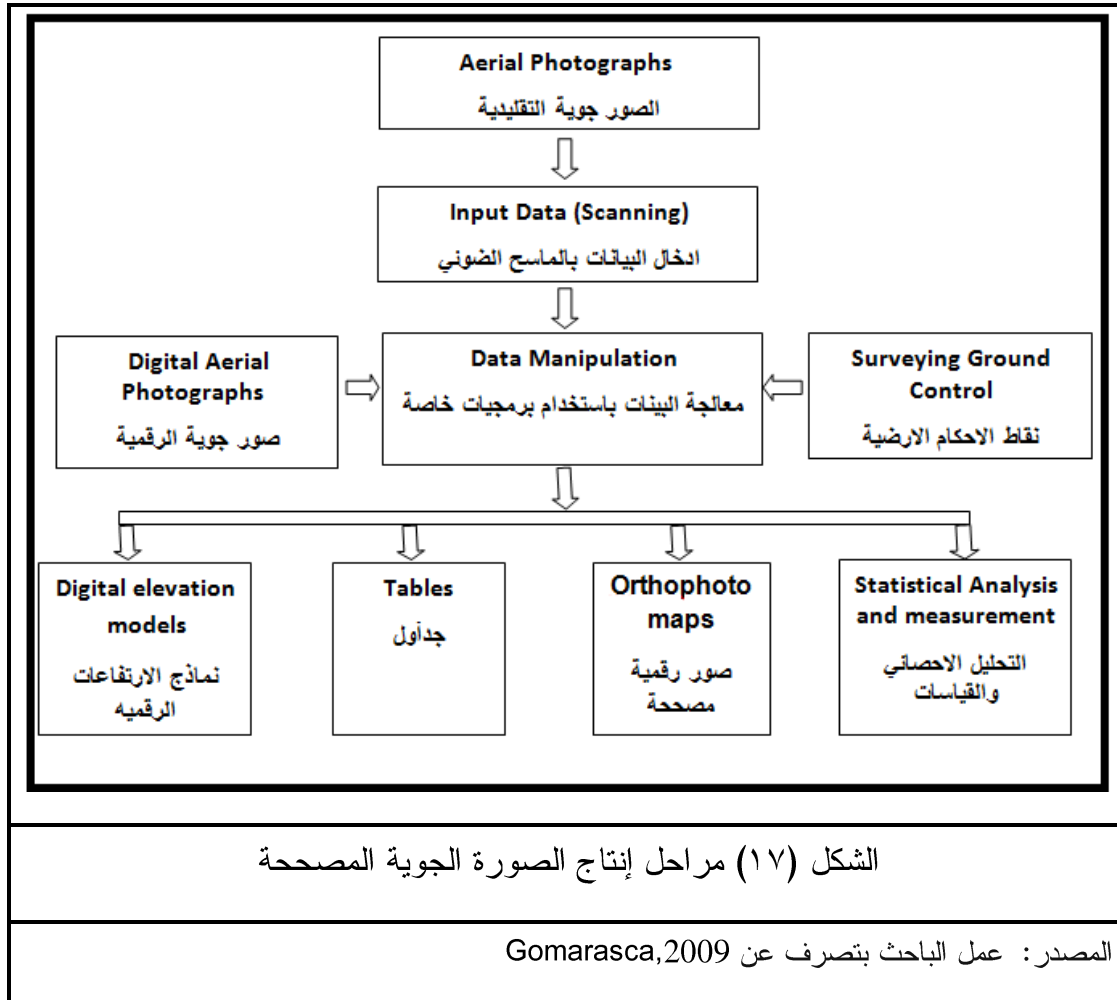 Aerial Photographs
الصور جوية التقليدية
Input Data (Scanning)
ادخال البيانات بالماسح الضوئي
Digital Aerial
Photographs
صور جوية الرقمية
Data Manipulation
معالجة البينات باستخدام برمجيات خاصة
Surveying Ground
Control
نقاط الاحكام الارضية
Digital elevation
models
نماذج الارتفاعات
الرقميه
Tables
جدأول
Orthophoto
maps
صور رقمية
مصححة
Statistical Analysis
and measurement
التحليل الاحصائي
والقياسات
الشكل (١٧) مراحل إنتاج الصورة الجوية المصححة
المصدر: عمل الباحث بتصرف عن Gomarasca,2009